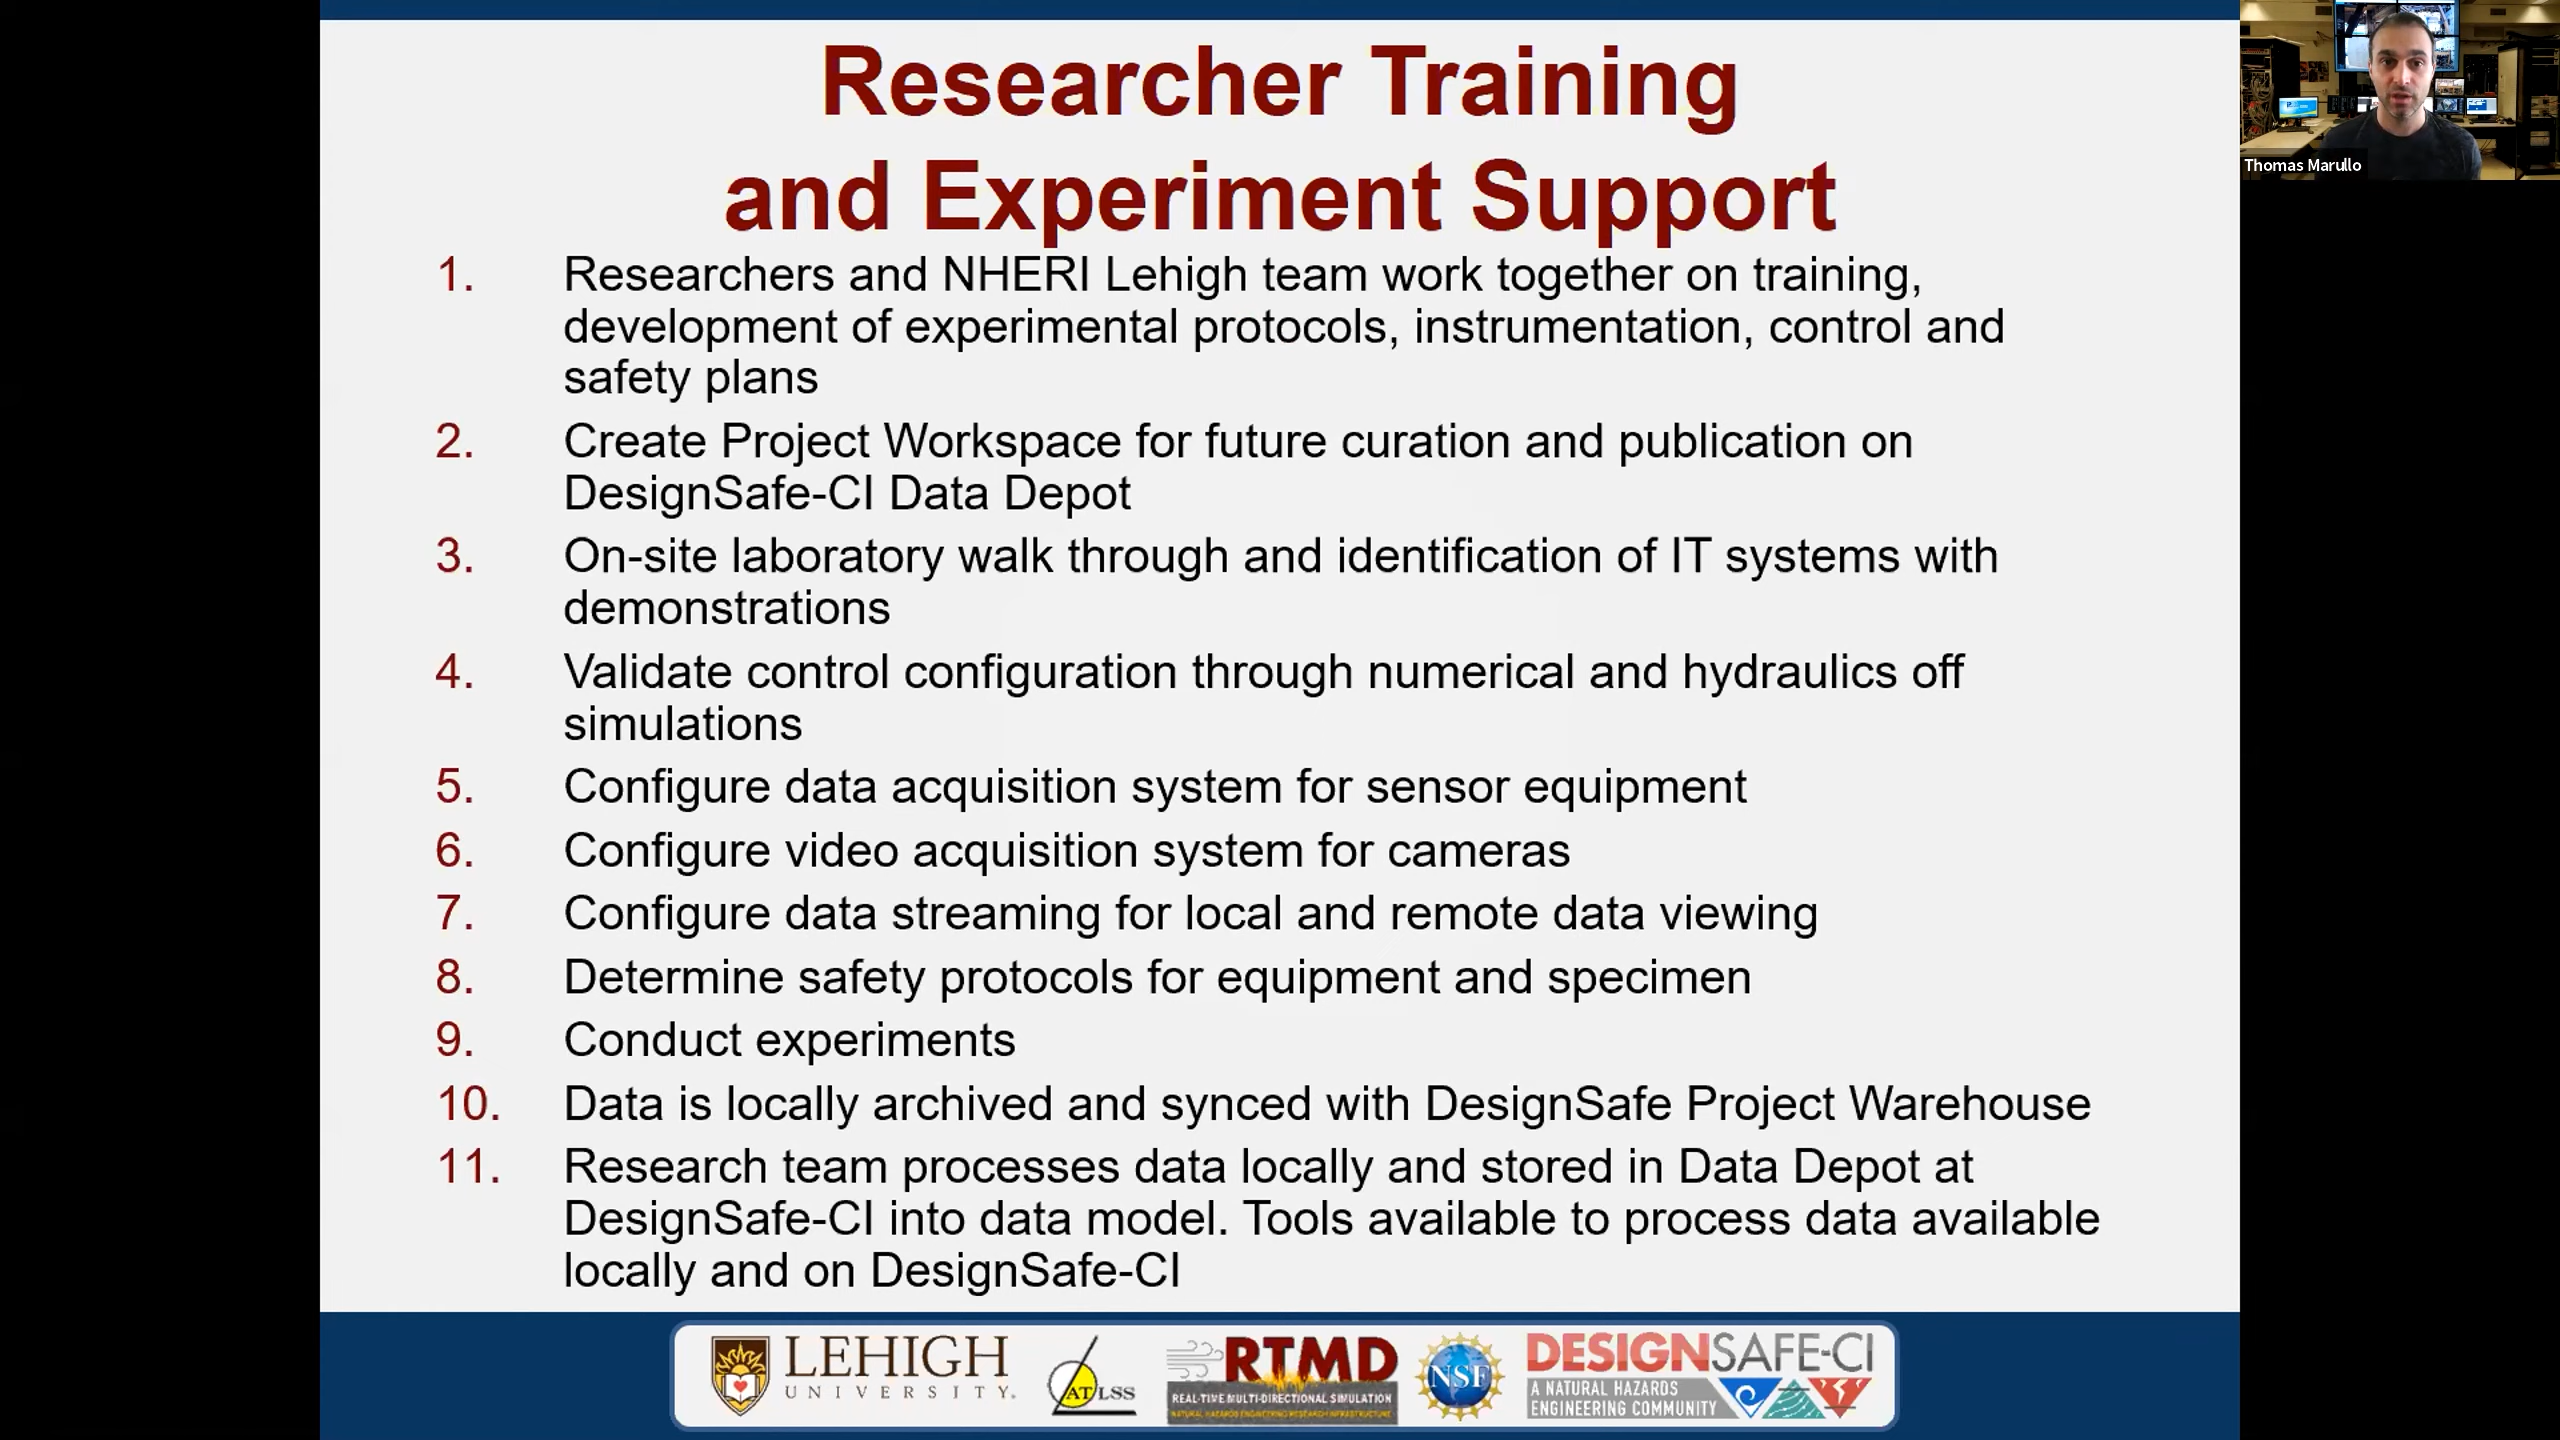 Researcher Training
and Experiment Support
1. Researchers and NHERI Lehigh team work together on training,
development of experimental protocols, instrumentation, control and
safety plans
2. Create Project Workspace for future curation and publication on
DesignSafe-CI Data Depot
3. On-site laboratory walk through and identification of IT systems with
demonstrations
4. Validate control configuration through numerical and hydraulics off
simulations
5. Configure data acquisition system for sensor equipment
6. Configure video acquisition system for cameras
7. Configure data streaming for local and remote data viewing
8. Determine safety protocols for equipment and specimen
9. Conduct experiments
10. Data is locally archived and synced with DesignSafe Project Warehouse
11. Research team processes data locally and stored in Data Depot at
DesignSafe-CI into data model. Tools available to process data available
locally and on DesignSafe-CI
Thomas Marullo
LEHIGH
UNIVERSITY.
ATLSS
RTMD
REAL-TIME MULTI-DIRECTIONAL SIMULATION
NATURAL HAZARDS ENGINEERING RESEARCH INFRASTRUCTURE
NSF
DESIGNSAFE-CI
A NATURAL HAZARDS
ENGINEERING COMMUNITY